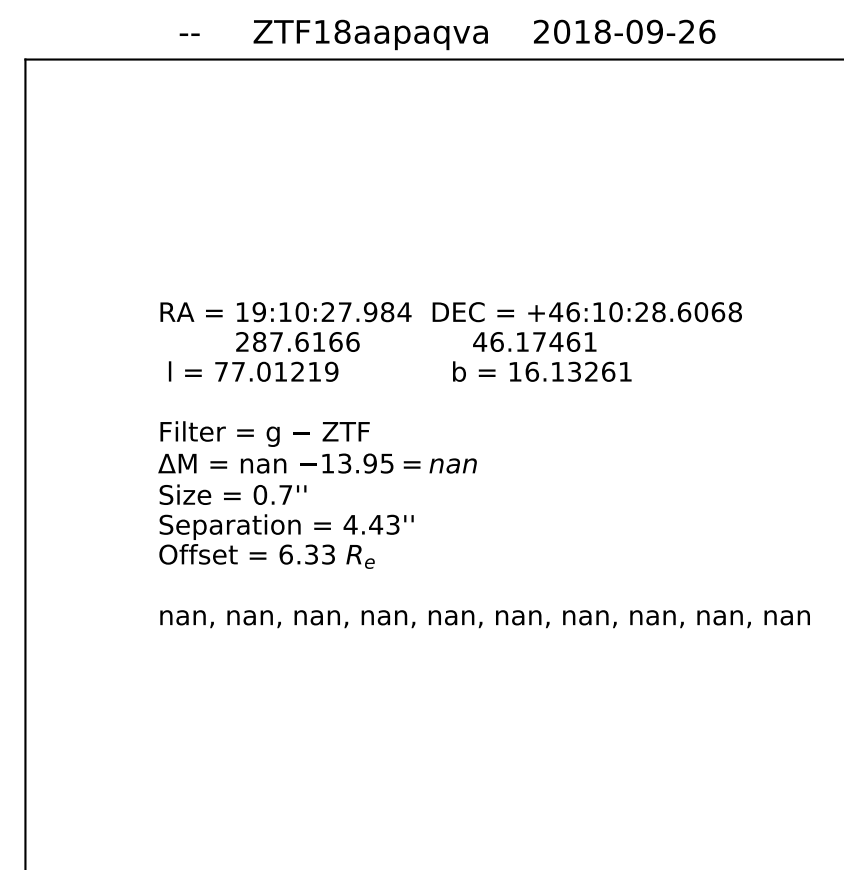 -- ZTF18aapaqva 2018-09-26
RA = 19:10:27.984 DEC = +46:10:28.6068
287.6166 46.17461
l = 77.01219 b = 16.13261
Filter = g − ZTF
ΔM = nan −13.95 = nan
Size = 0.7''
Separation = 4.43''
Offset = 6.33 Re
nan, nan, nan, nan, nan, nan, nan, nan, nan, nan